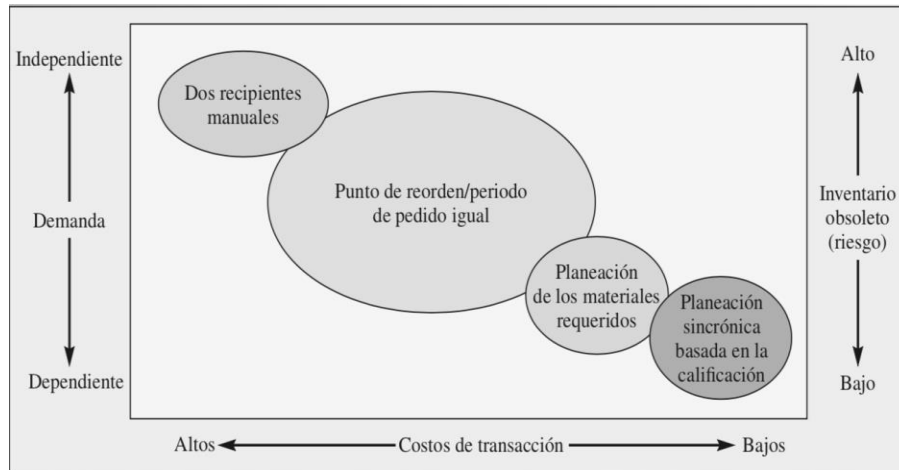 Independiente
Demanda
Dependiente
Dos recipientes
manuales
Punto de reorden/periodo
de pedido igual
Planeación
de los materiales
requeridos
Planeación
sincrónica
basada en la
calificación
Alto
Inventario
obsoleto
(riesgo)
Bajo
Altos
Costos de transacción
Bajos